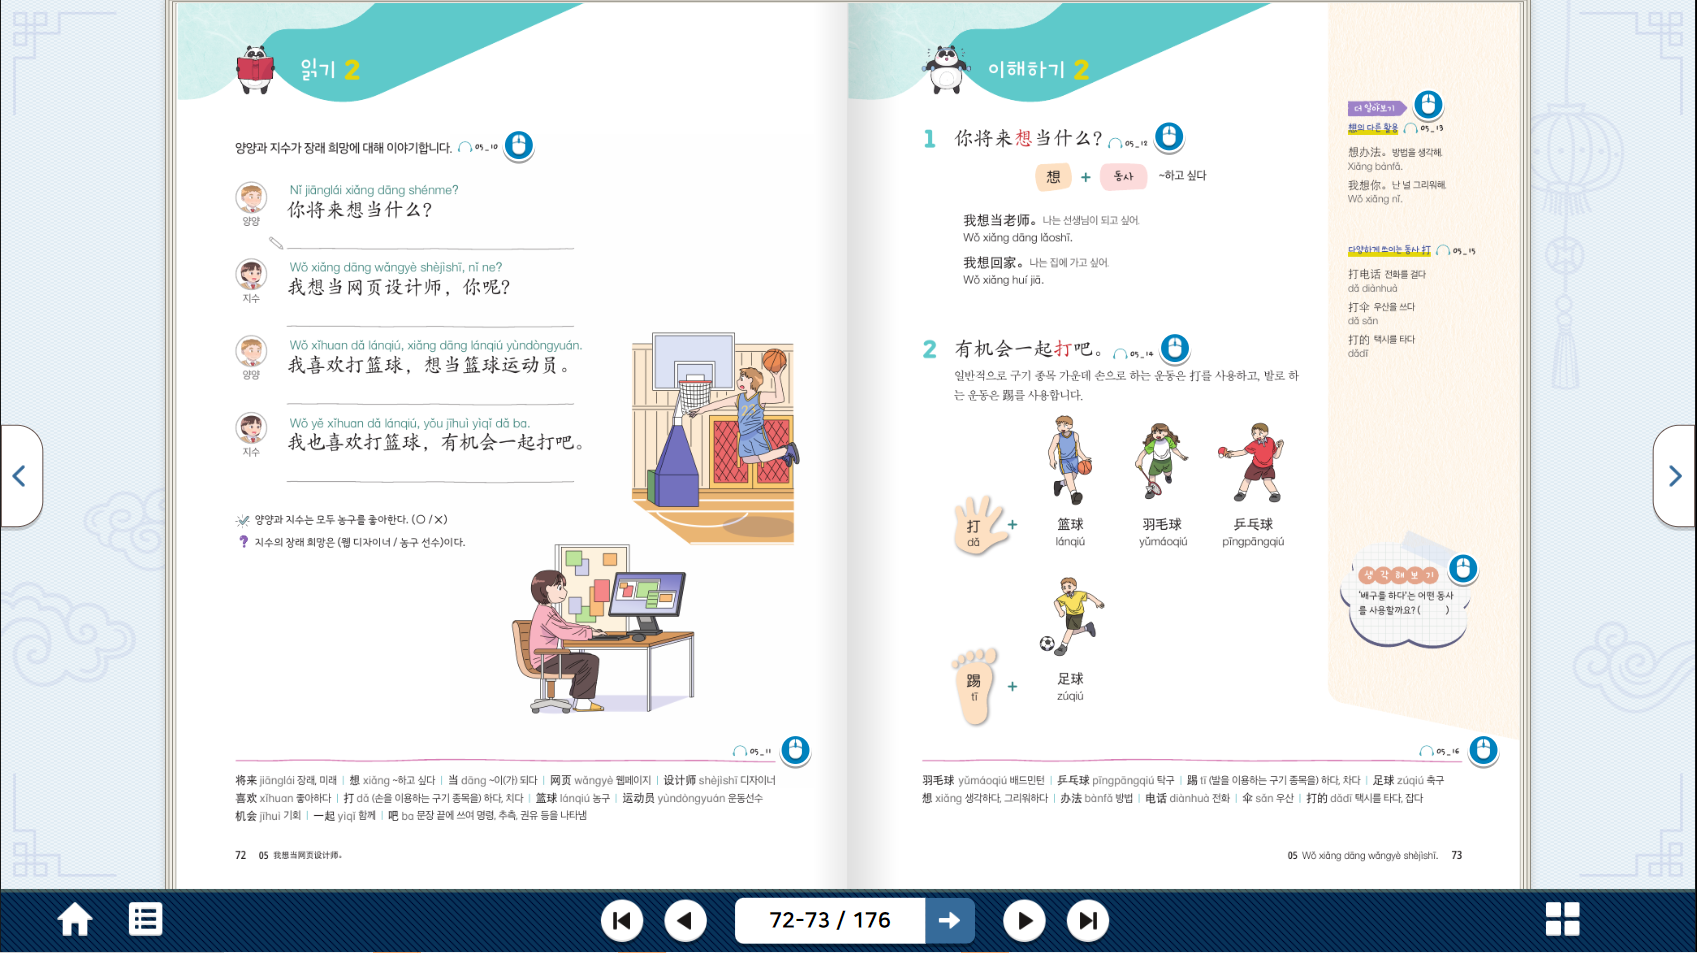 읽기 2
양양과 지수가 장래 희망에 대해 이야기합니다. 05_10
Nǐ jiānglái xiǎng dāng shénme?
你将来想当什么?
양양
Wǒ xiǎng dāng wǎngyè shèjìshī, nǐ ne?
我想当网页设计师，你呢?
지수
Wǒ xǐhuan dǎ lánqiú, xiǎng dāng lánqiú yùndòngyuán.
我喜欢打篮球，想当篮球运动员。
양양
Wǒ yě xǐhuan dǎ lánqiú, yǒu jīhuì yìqǐ dǎ ba.
我也喜欢打篮球，有机会一起打吧。
지수
양양과 지수는 모두 농구를 좋아한다. (○ / ×)
? 지수의 장래 희망은 (웹 디자이너 / 농구 선수)이다.
05_11
将来 jiānglái 장래, 미래 | 想 xiǎng ~하고 싶다 | 当 dāng ~이(가) 되다 | 网页 wǎngyè 웹페이지 | 设计师 shèjìshī 디자이너
喜欢 xǐhuan 좋아하다 | 打 dǎ (손을 이용하는 구기 종목을) 하다, 치다 | 篮球 lánqiú 농구 | 运动员 yùndòngyuán 운동선수
机会 jīhuì 기회 | 一起 yìqǐ 함께 | 吧 ba 문장 끝에 쓰여 명령, 추측, 권유 등을 나타냄
72 05 我想当网页设计师。
이해하기 2
1 你将来想当什么? 05_12
想 + 동사 ~하고 싶다
我想当老师。 나는 선생님이 되고 싶어.
Wǒ xiǎng dāng lǎoshī.
我想回家。 나는 집에 가고 싶어.
Wǒ xiǎng huí jiā.
2 有机会一起打吧。 05_14
일반적으로 구기 종목 가운데 손으로 하는 운동은 打를 사용하고, 발로 하
는 운동은 踢를 사용합니다.
打 + 篮球 羽毛球 乒乓球
dǎ lánqiú yǔmáoqiú pīngpāngqiú
踢 + 足球
tī zúqiú
더 알아보기
想의 다른 활용 05_13
想办法。 방법을 생각해.
Xiǎng bànfǎ.
我想你。 난 널 그리워해.
Wǒ xiǎng nǐ.
다양하게 쓰이는 동사 打 05_15
打电话 전화를 걸다
dǎ diànhuà
打伞 우산을 쓰다
dǎ sǎn
打的 택시를 타다
dǎdī
생각해보기
'배구를 하다'는 어떤 동사
를 사용할까요? ( )
05_16
羽毛球 yǔmáoqiú 배드민턴 | 乒乓球 pīngpāngqiú 탁구 | 踢 tī (발을 이용하는 구기 종목을) 하다, 차다 | 足球 zúqiú 축구
想 xiǎng 생각하다, 그리워하다 | 办法 bànfǎ 방법 | 电话 diànhuà 전화 | 伞 sǎn 우산 | 打的 dǎdī 택시를 타다, 잡다
05 Wǒ xiǎng dāng wǎngyè shèjìshī. 73
72-73 / 176